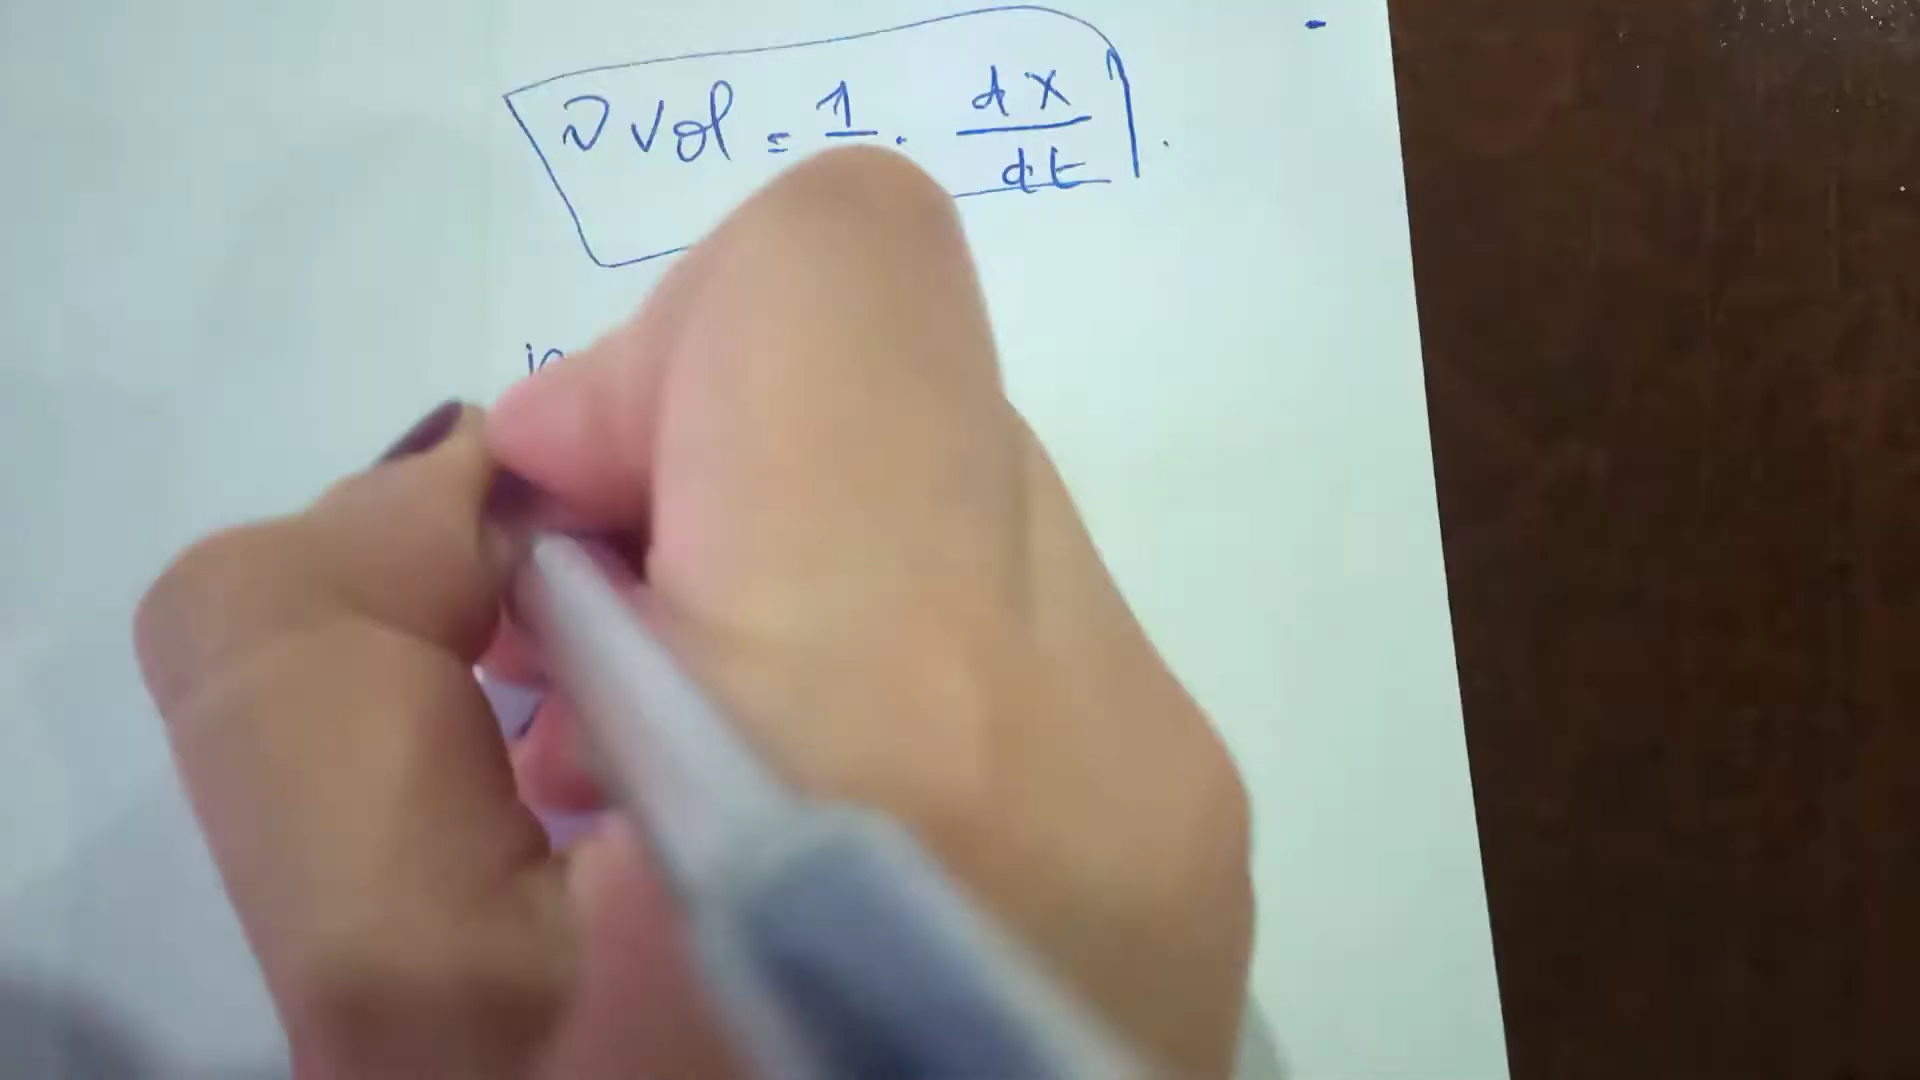 v vol = 1 . dx
dt